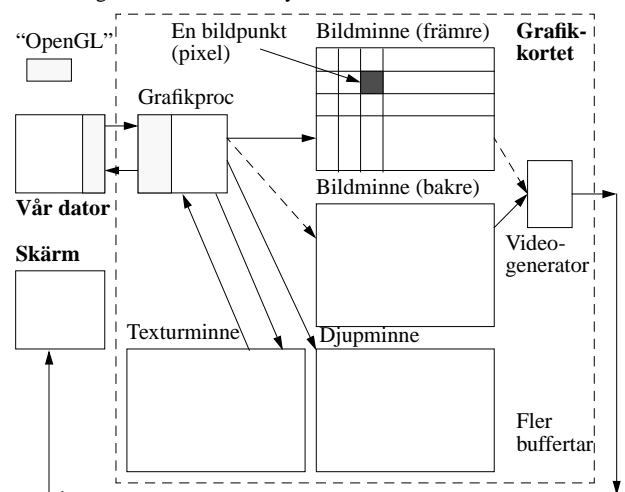 "OpenGL"
En bildpunkt
(pixel)
Bildminne (främre)
Grafik-
kortet
Grafikproc
Vår dator
Bildminne (bakre)
Skärm
Video-
generator
Texturminne
Djupminne
Fler
buffertar